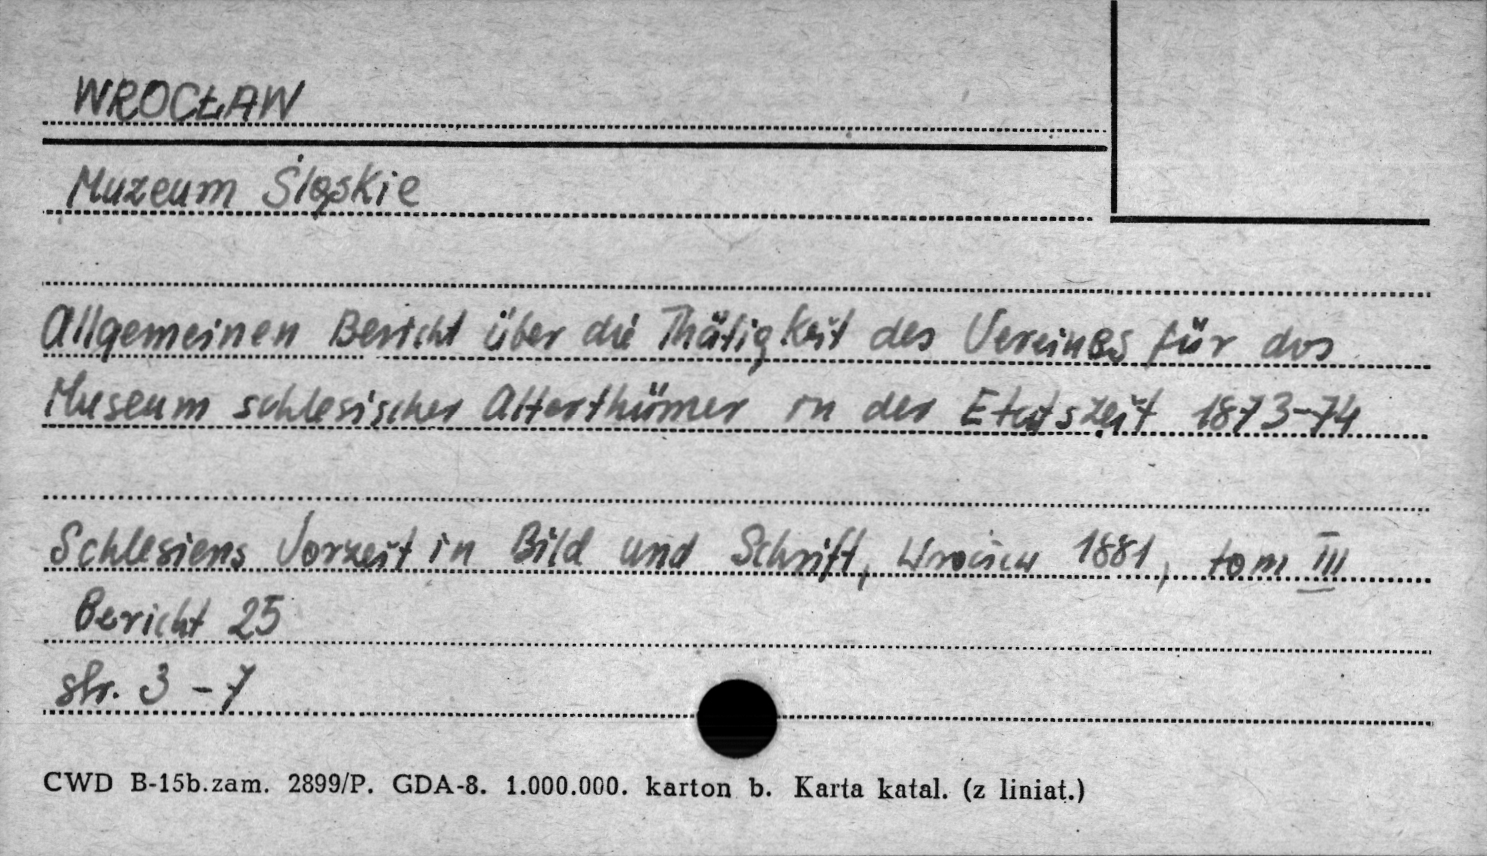 WROCŁAW
Muzeum Śląskie
Allgemeinen Bericht über die Thätigkeit des Vereines für das
Museum schlesischer Alterthümer in der Etatszeit 1873-74
Schlesiens Vorzeit in Bild und Schrift, Wrocław 1881, tom III
Bericht 25
str. 3 - 7
CWD B-15b.zam. 2899/P. GDA-8. 1.000.000. karton b. Karta katal. (z liniat.)